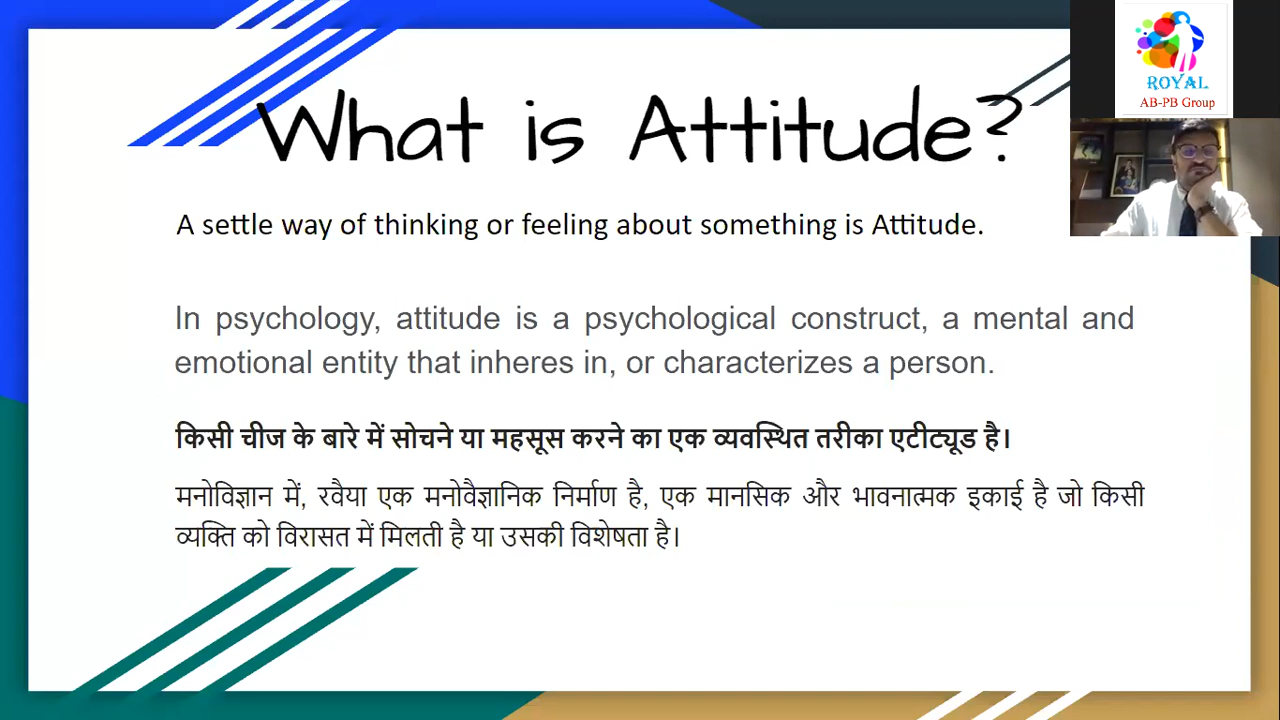 What is Attitude?
ROYAL
AB-PB Group
A settle way of thinking or feeling about something is Attitude.
In psychology, attitude is a psychological construct, a mental and
emotional entity that inheres in, or characterizes a person.
किसी चीज के बारे में सोचने या महसूस करने का एक व्यवस्थित तरीका एटीट्यूड है।
मनोविज्ञान में, रवैया एक मनोवैज्ञानिक निर्माण है, एक मानसिक और भावनात्मक इकाई है जो किसी
व्यक्ति को विरासत में मिलती है या उसकी विशेषता है।